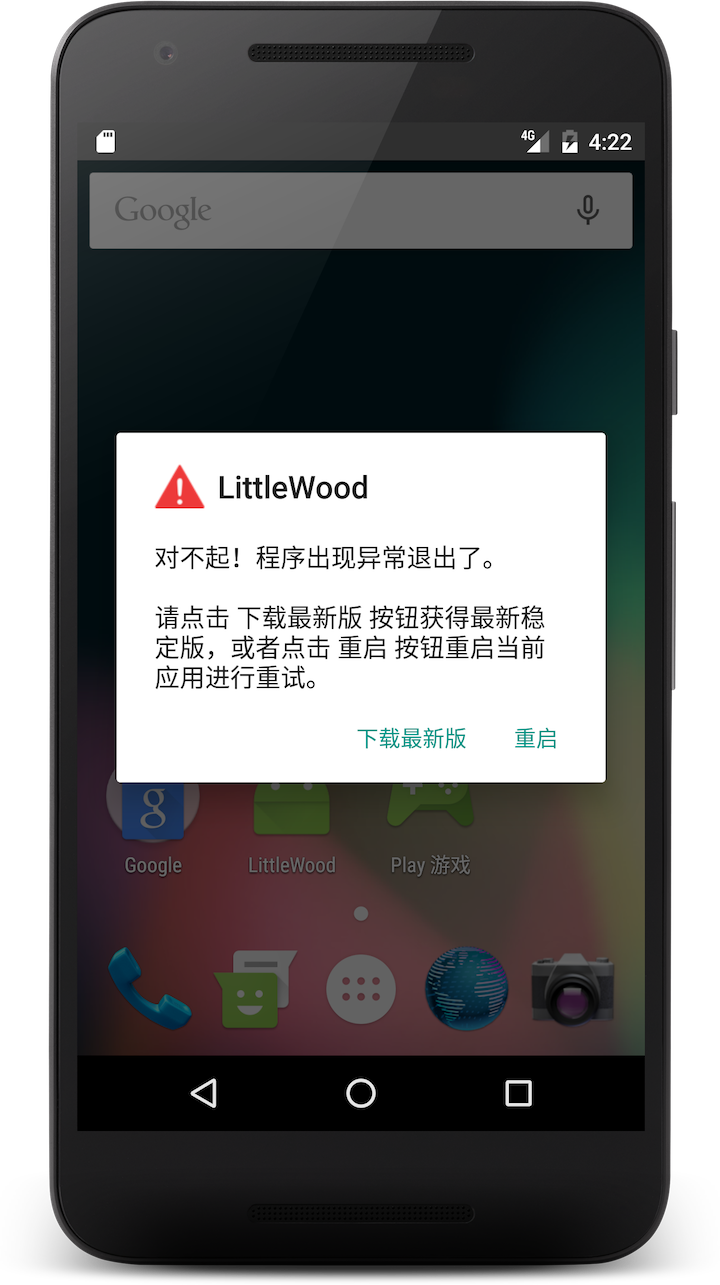 4G 4:22
Google
LittleWood
对不起！程序出现异常退出了。
请点击 下载最新版 按钮获得最新稳
定版，或者点击 重启 按钮重启当前
应用进行重试。
下载最新版 重启
g
Google LittleWood Play 游戏